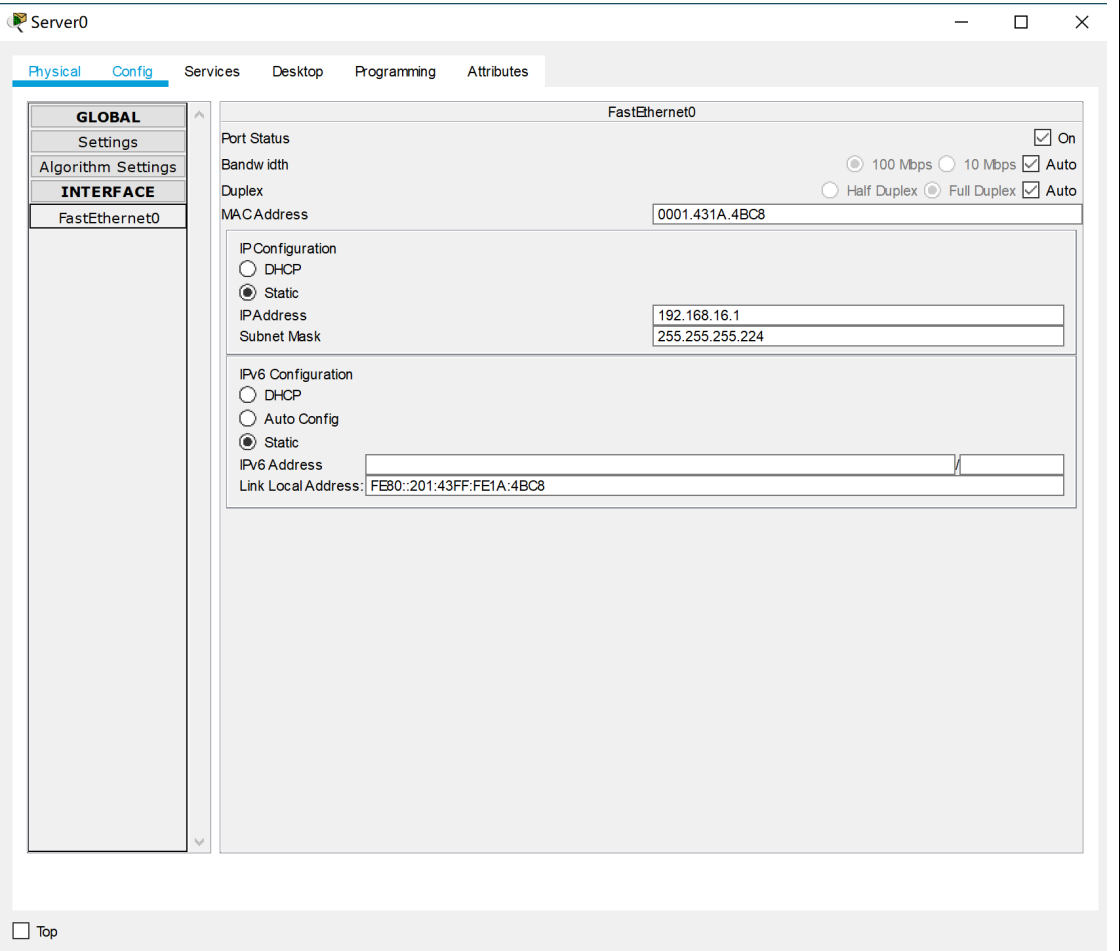 Server0
Physical Config Services Desktop Programming Attributes
GLOBAL
Settings
Algorithm Settings
INTERFACE
FastEthernet0
FastEthernet0
Port Status On
Bandwidth 100 Mbps 10 Mbps Auto
Duplex Half Duplex Full Duplex Auto
MAC Address 0001.431A.4BC8
IP Configuration
DHCP
Static
IP Address 192.168.16.1
Subnet Mask 255.255.255.224
IPv6 Configuration
DHCP
Auto Config
Static
IPv6 Address /
Link Local Address: FE80::201:43FF:FE1A:4BC8
Top